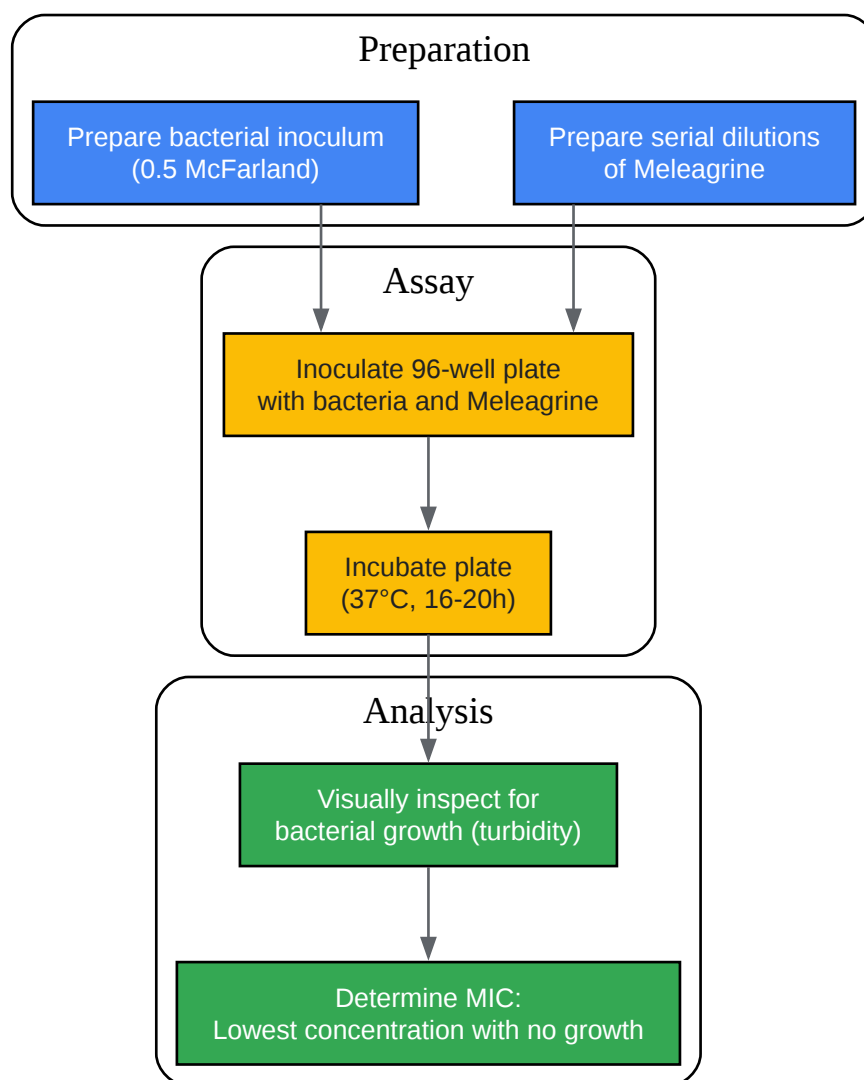 Preparation
Prepare bacterial inoculum
(0.5 McFarland)
Prepare serial dilutions
of Meleagrine
Assay
Inoculate 96-well plate
with bacteria and Meleagrine
Incubate plate
(37°C, 16-20h)
Analysis
Visually inspect for
bacterial growth (turbidity)
Determine MIC:
Lowest concentration with no growth